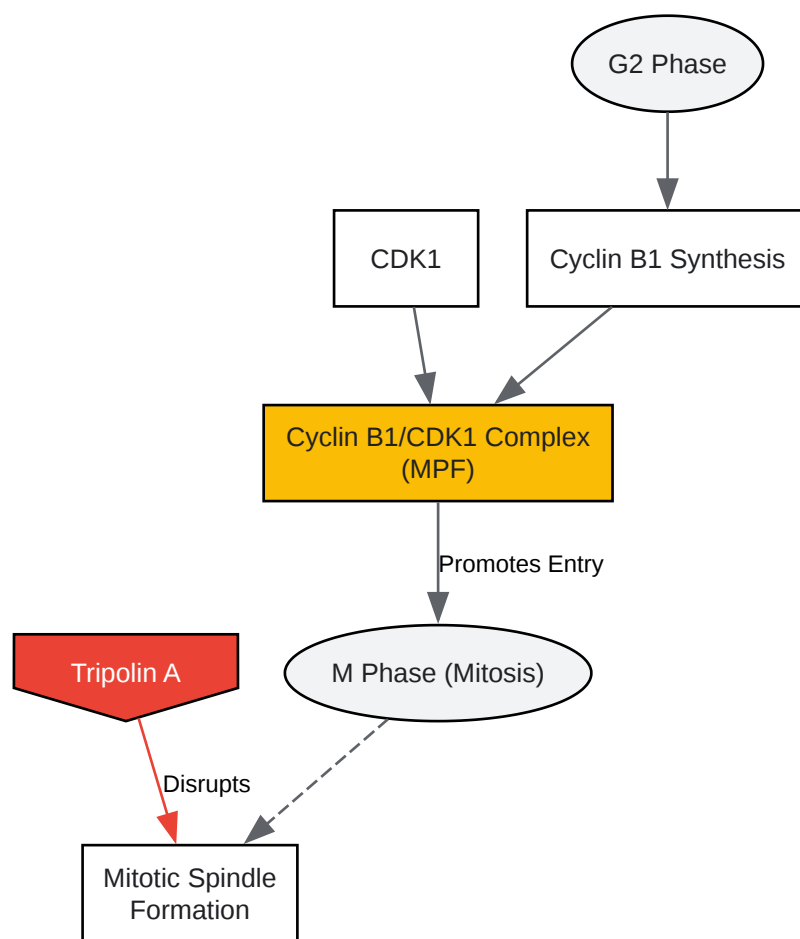 G2 Phase
CDK1
Cyclin B1 Synthesis
Cyclin B1/CDK1 Complex
(MPF)
Promotes Entry
Tripolin A
M Phase (Mitosis)
Disrupts
Mitotic Spindle
Formation